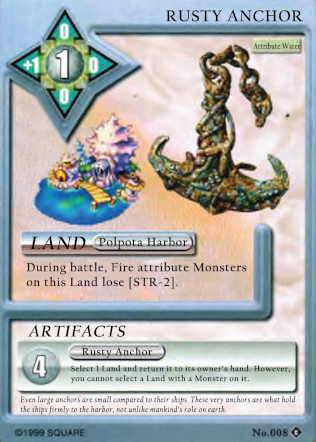 RUSTY ANCHOR
Attribute:Water
0
+1 1 0
0
LAND Polpota Harbor
During battle, Fire attribute Monsters
on this Land lose [STR-2].
ARTIFACTS
4
Rusty Anchor
Select 1 Land and return it to its owner's hand. However,
you cannot select a Land with a Monster on it.
Even large anchors are small compared to their ships. These very anchors are what hold
the ships firmly to the harbor, not unlike mankind's role on earth.
©1999 SQUARE
No.008 C